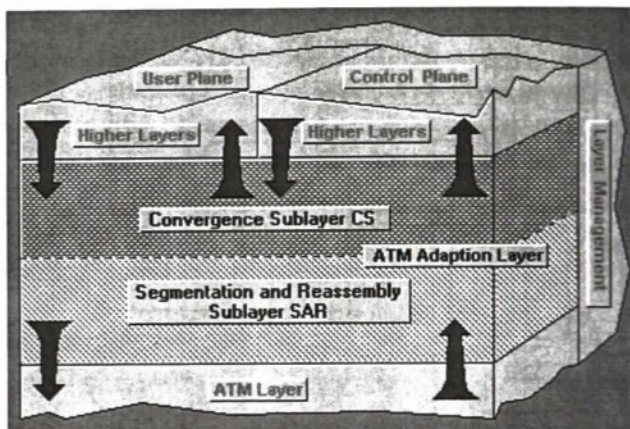 User Plane
Control Plane
Higher Layers
Higher Layers
Layer Management
Convergence Sublayer CS
ATM Adaption Layer
Segmentation and Reassembly
Sublayer SAR
ATM Layer